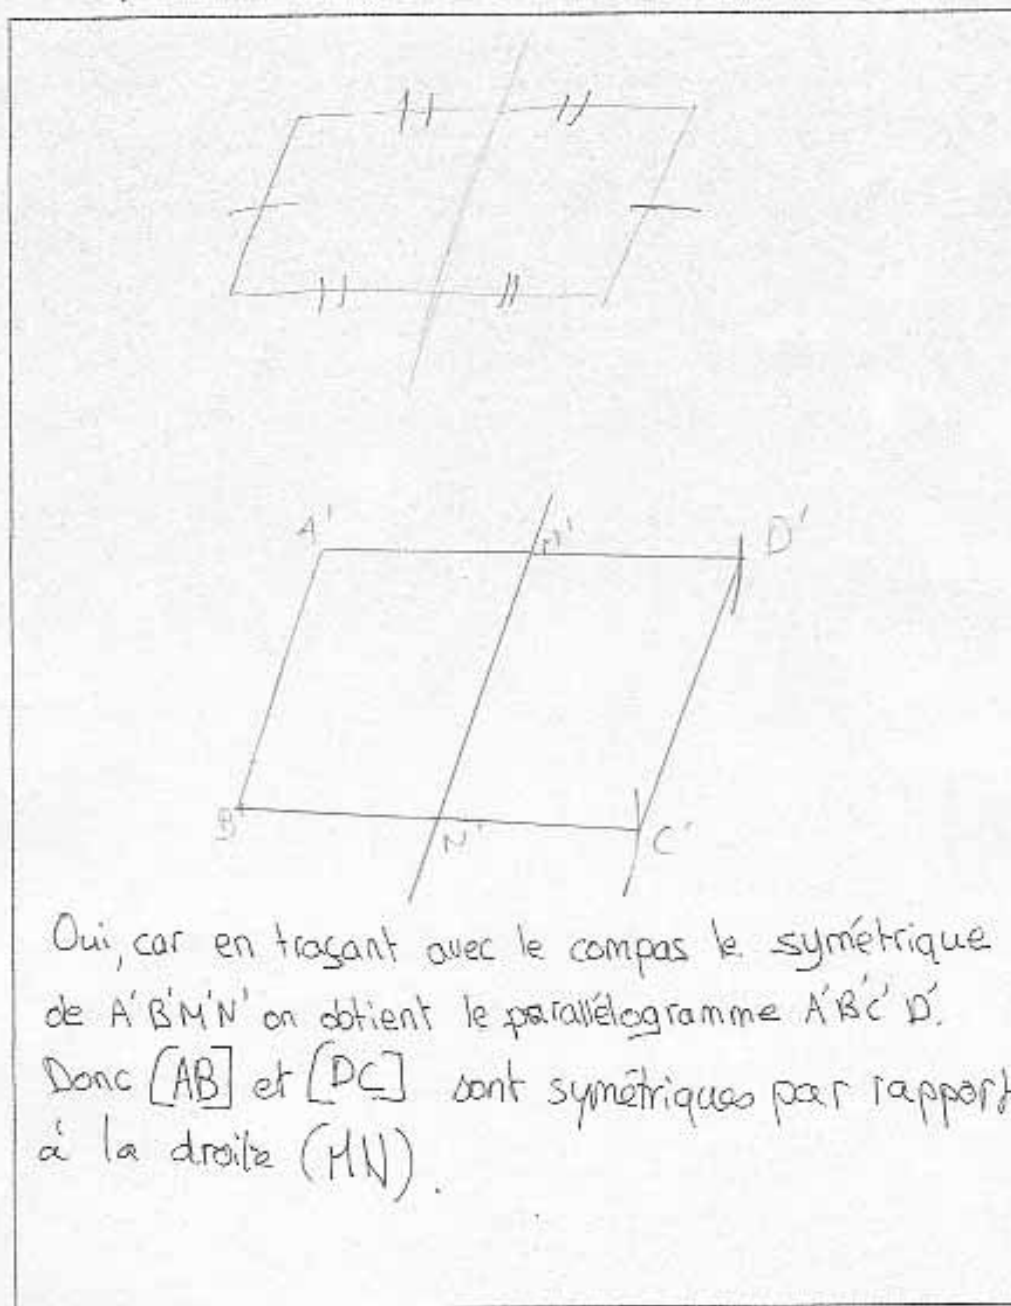 A'
M'
D'
B'
N'
C'
Oui, car en traçant avec le compas le symétrique
de A'B'M'N' on obtient le parallélogramme A'B'C'D'.
Donc [AB] et [DC] sont symétriques par rapport
à la droite (MN).